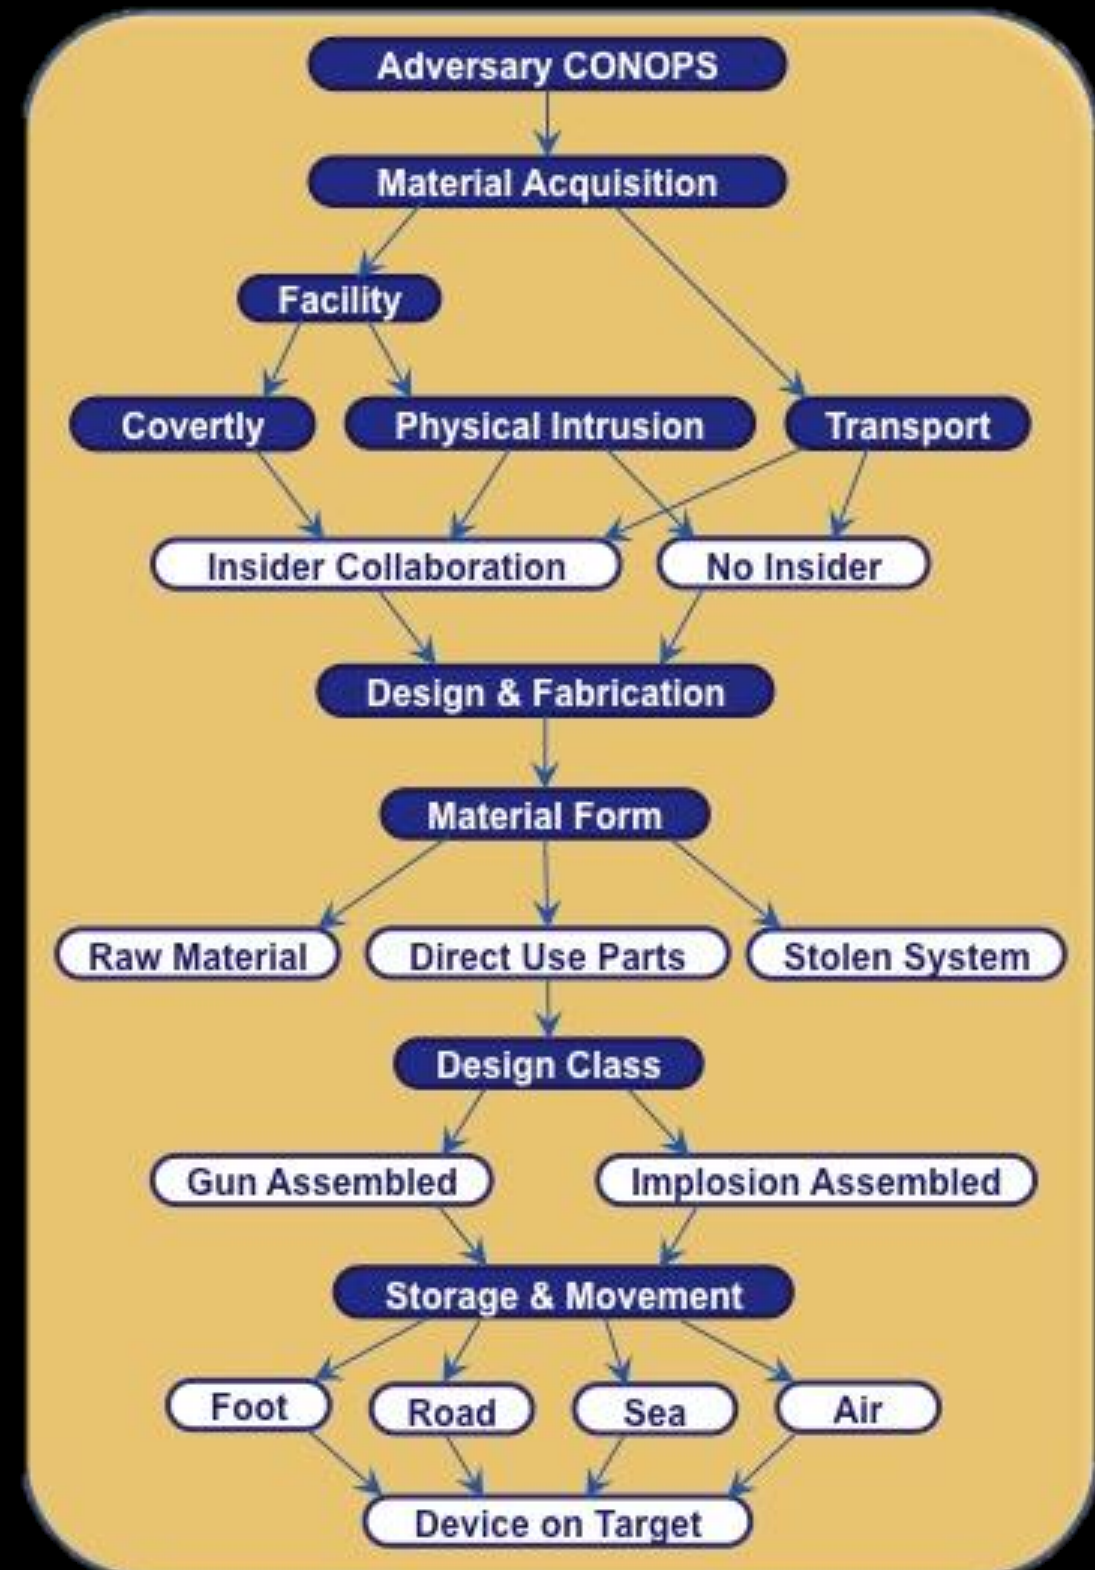 Adversary CONOPS
Material Acquisition
Facility
Covertly
Physical Intrusion
Transport
Insider Collaboration
No Insider
Design & Fabrication
Material Form
Raw Material
Direct Use Parts
Stolen System
Design Class
Gun Assembled
Implosion Assembled
Storage & Movement
Foot
Road
Sea
Air
Device on Target